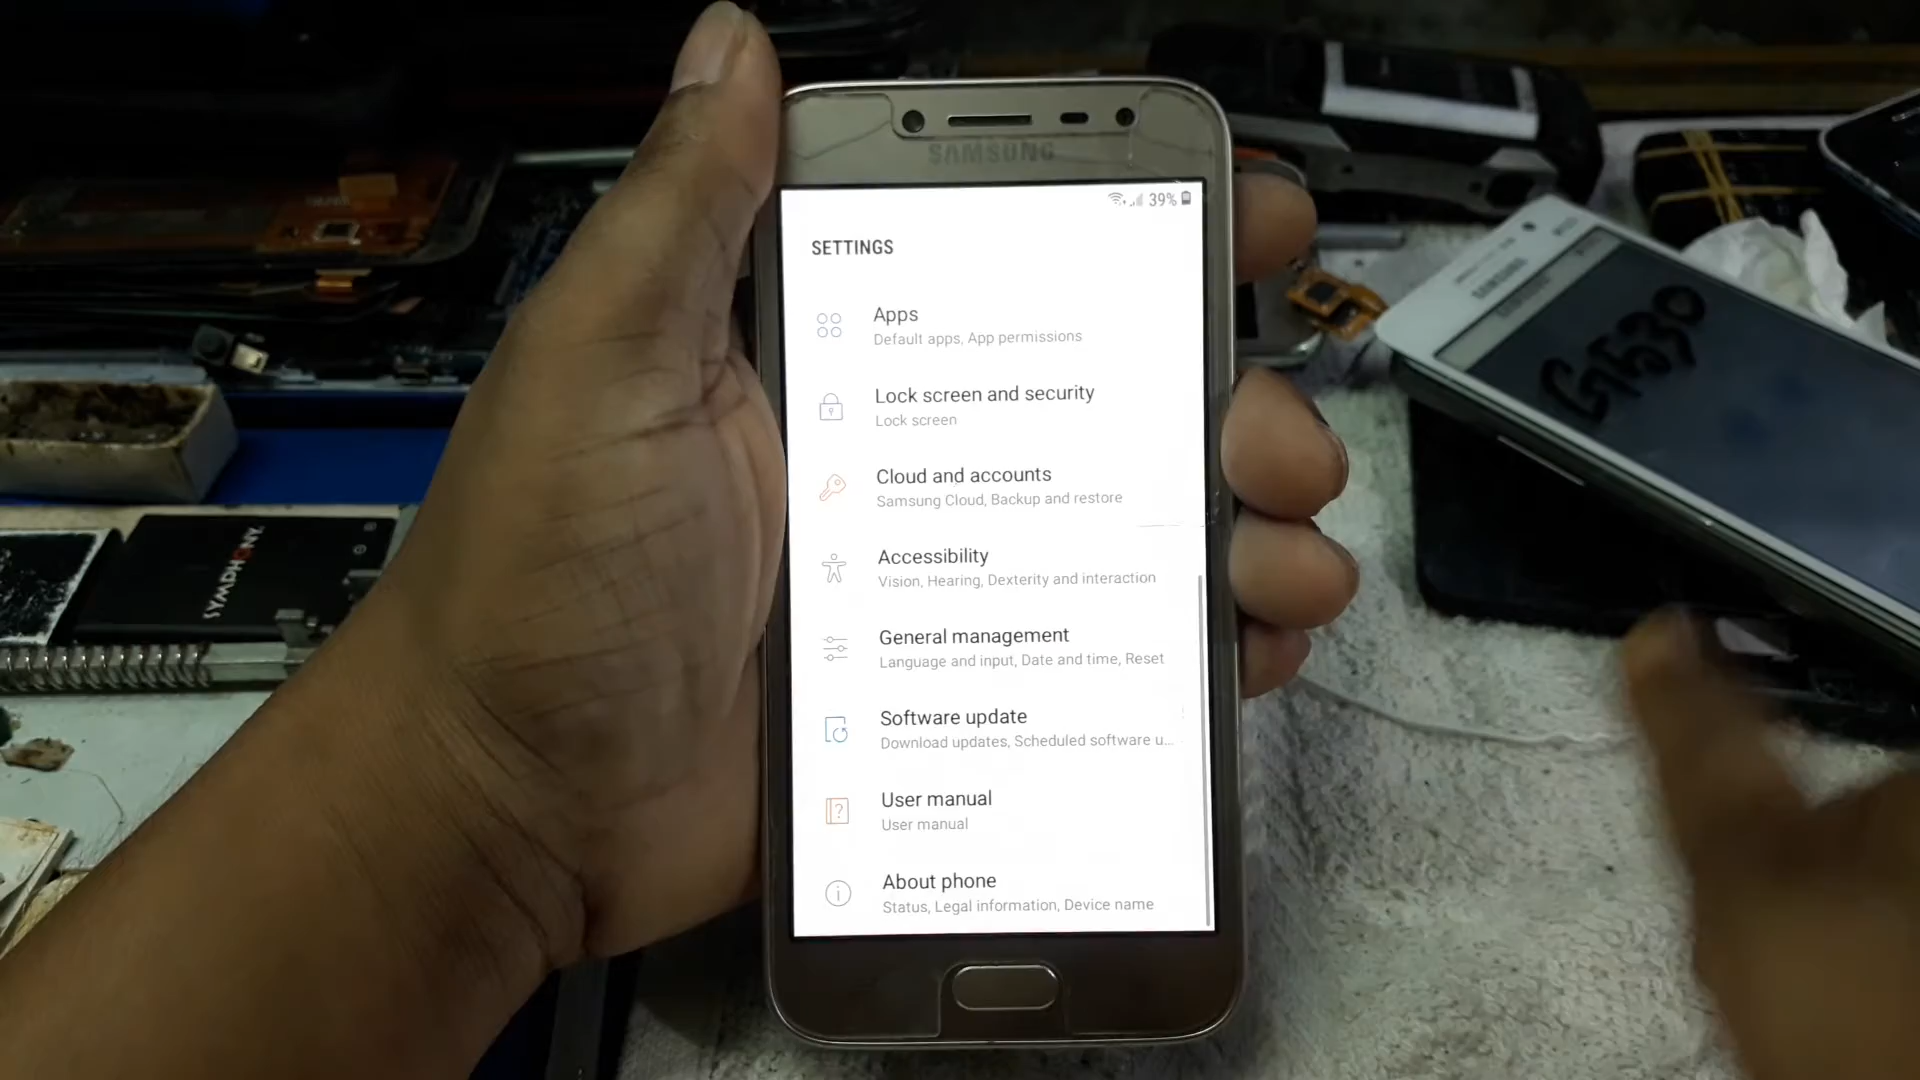 SAMSUNG
39%
SETTINGS
Apps
Default apps, App permissions
Lock screen and security
Lock screen
Cloud and accounts
Samsung Cloud, Backup and restore
Accessibility
Vision, Hearing, Dexterity and interaction
General management
Language and input, Date and time, Reset
Software update
Download updates, Scheduled software u...
User manual
User manual
About phone
Status, Legal information, Device name
SYMPHONY
SAMSUNG
G530